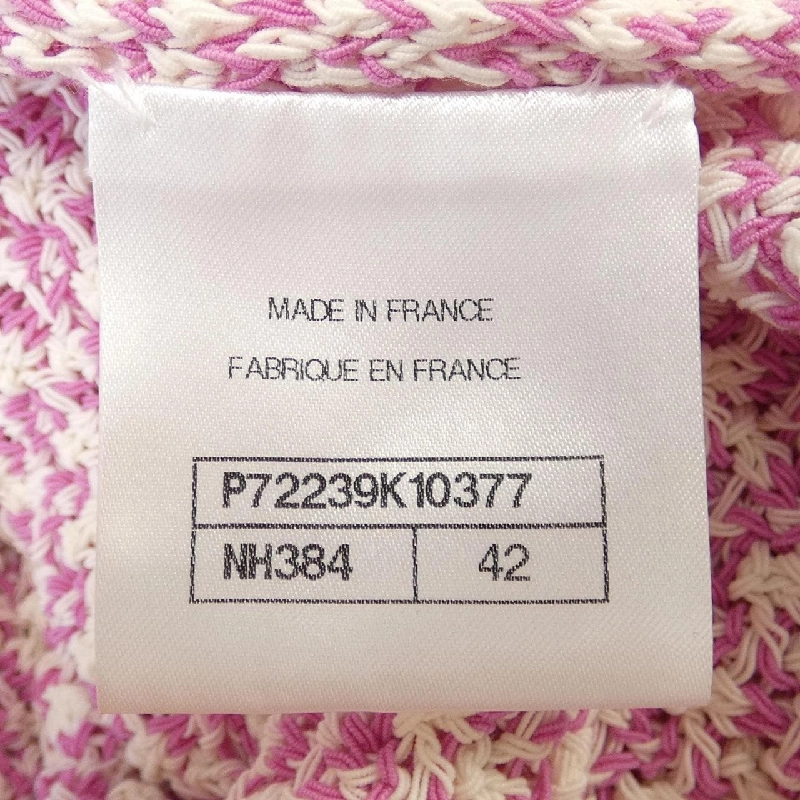 MADE IN FRANCE
FABRIQUE EN FRANCE
P72239K10377
NH384 42